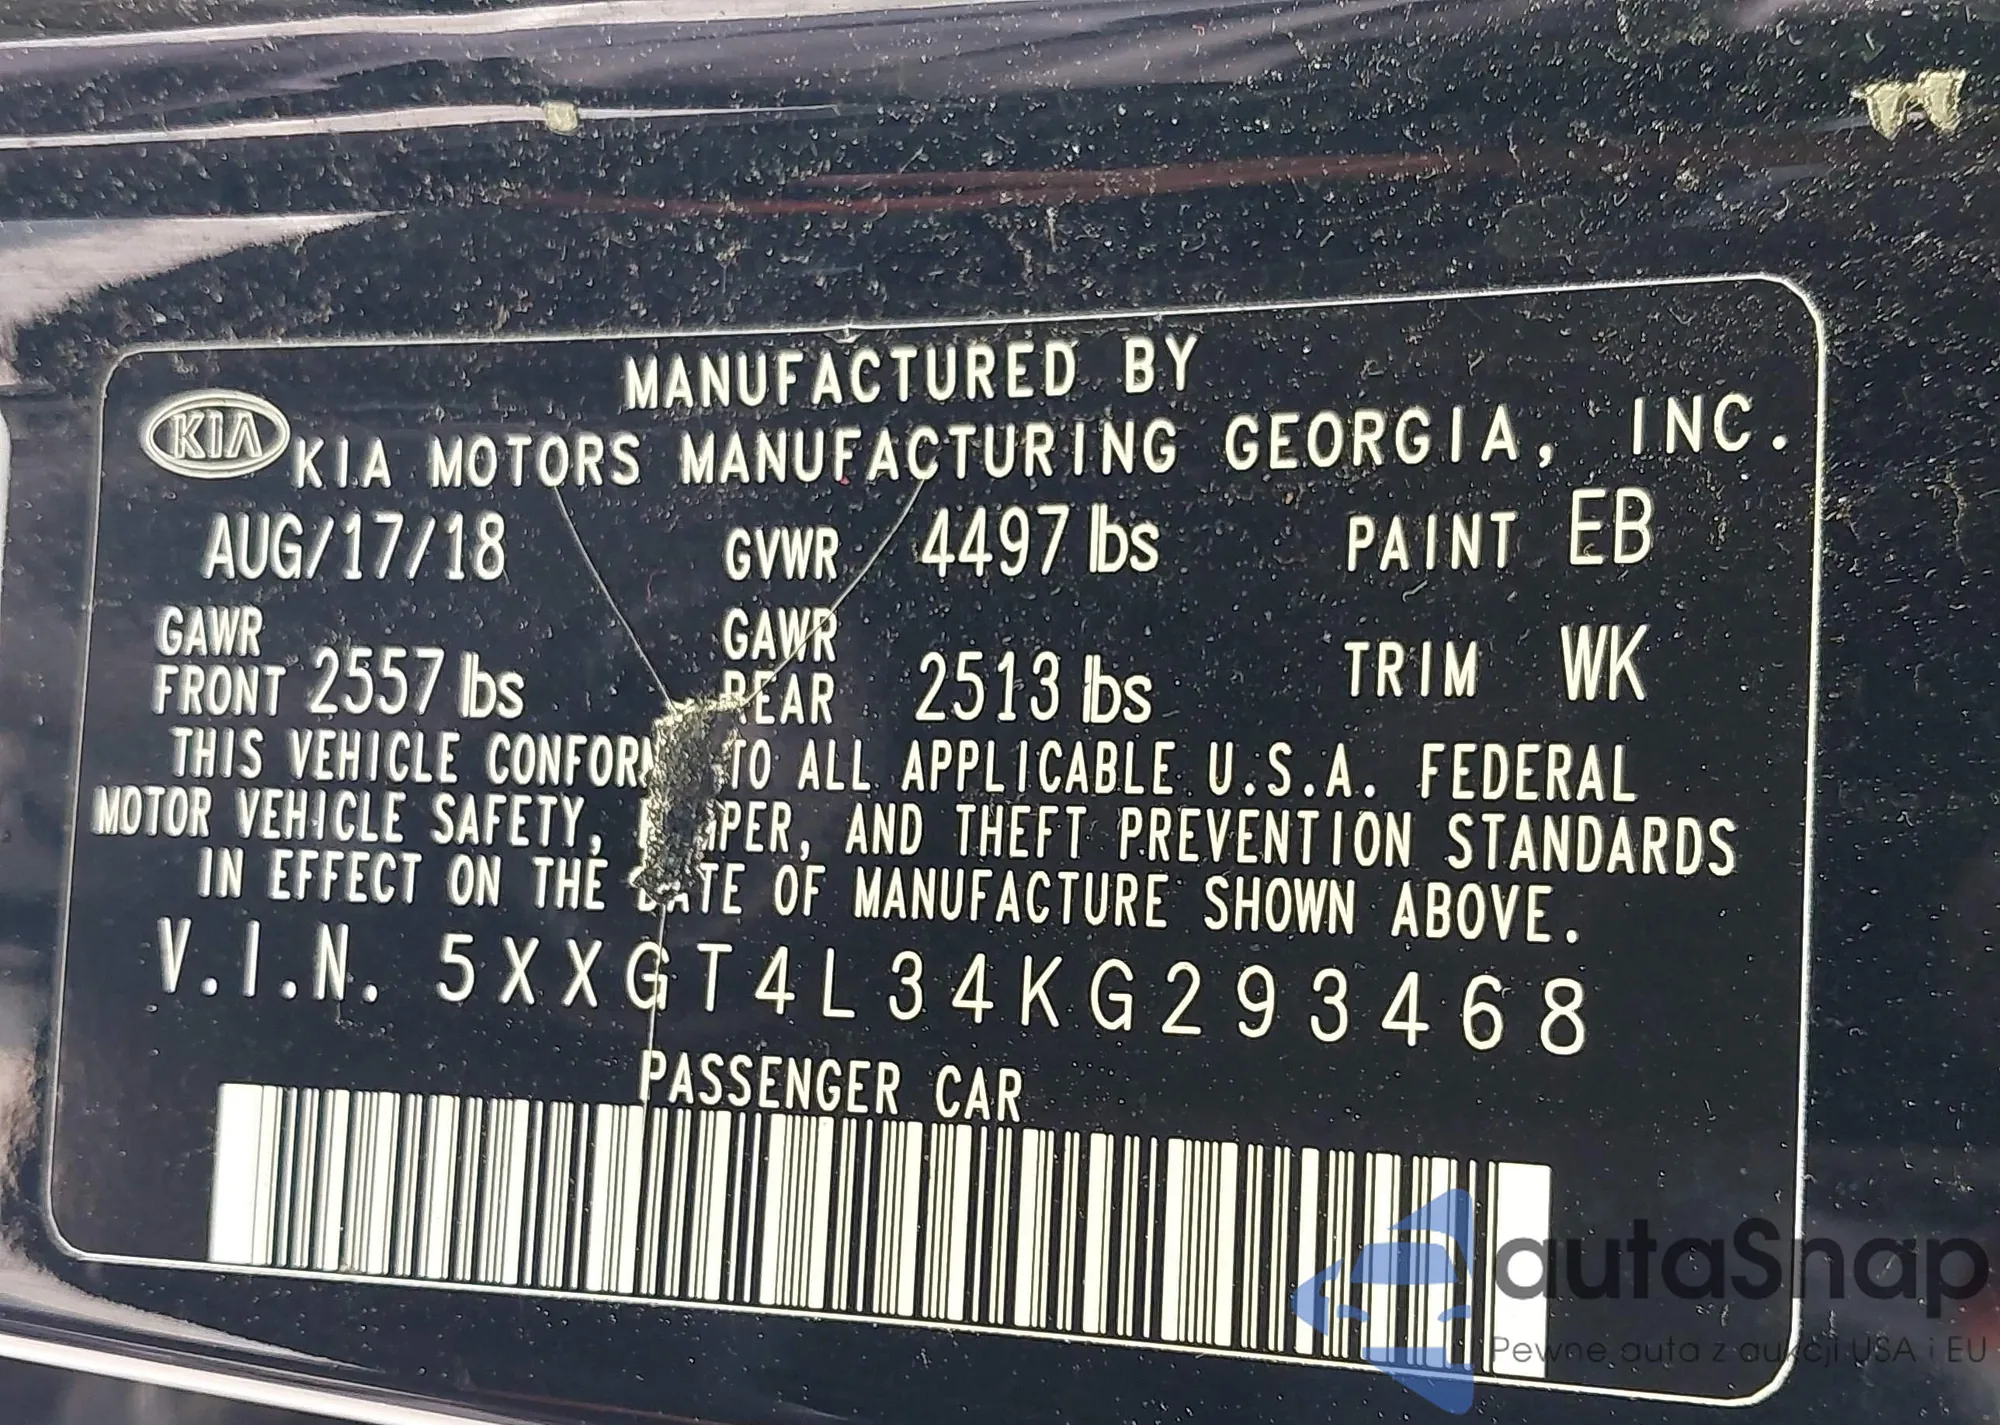 MANUFACTURED BY
KIA KIA MOTORS MANUFACTURING GEORGIA, INC.
AUG/17/18 GVWR 4497 lbs PAINT EB
GAWR FRONT 2557 lbs GAWR REAR 2513 lbs TRIM WK
THIS VEHICLE CONFORM TO ALL APPLICABLE U.S.A. FEDERAL
MOTOR VEHICLE SAFETY, AND THEFT PREVENTION STANDARDS
IN EFFECT ON THE DATE OF MANUFACTURE SHOWN ABOVE.
V.I.N. 5XXGT4L34KG293468
PASSENGER CAR
autaSnap
Pewne auta z aukcji USA i EU